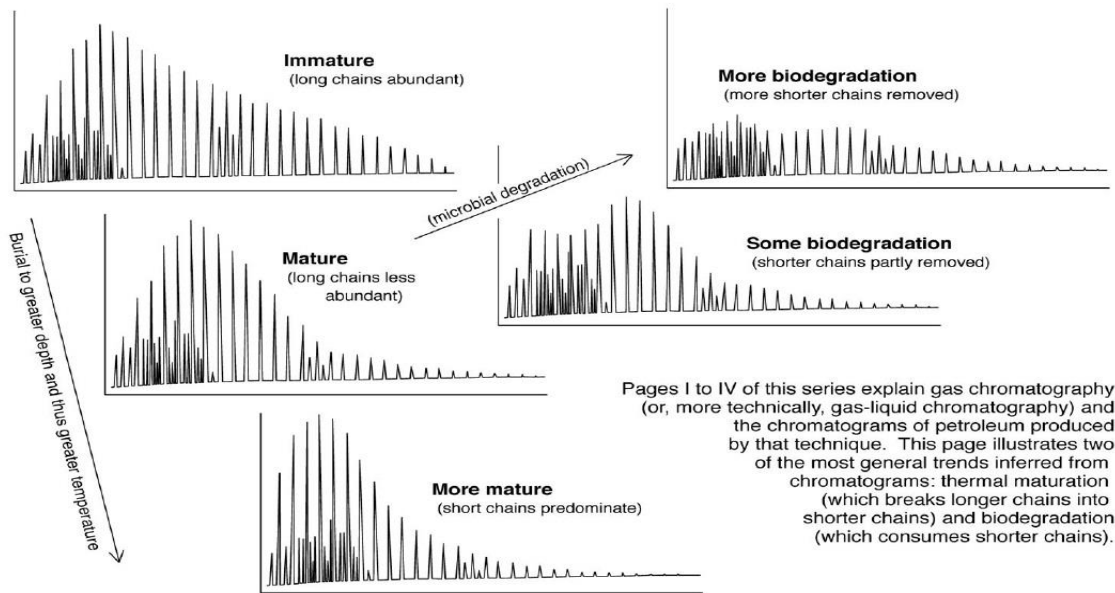 Immature
(long chains abundant)
More biodegradation
(more shorter chains removed)
(microbial degradation)
Burial to greater depth and thus greater temperature
Mature
(long chains less
abundant)
Some biodegradation
(shorter chains partly removed)
More mature
(short chains predominate)
Pages I to IV of this series explain gas chromatography
(or, more technically, gas-liquid chromatography) and
the chromatograms of petroleum produced
by that technique. This page illustrates two
of the most general trends inferred from
chromatograms: thermal maturation
(which breaks longer chains into
shorter chains) and biodegradation
(which consumes shorter chains).